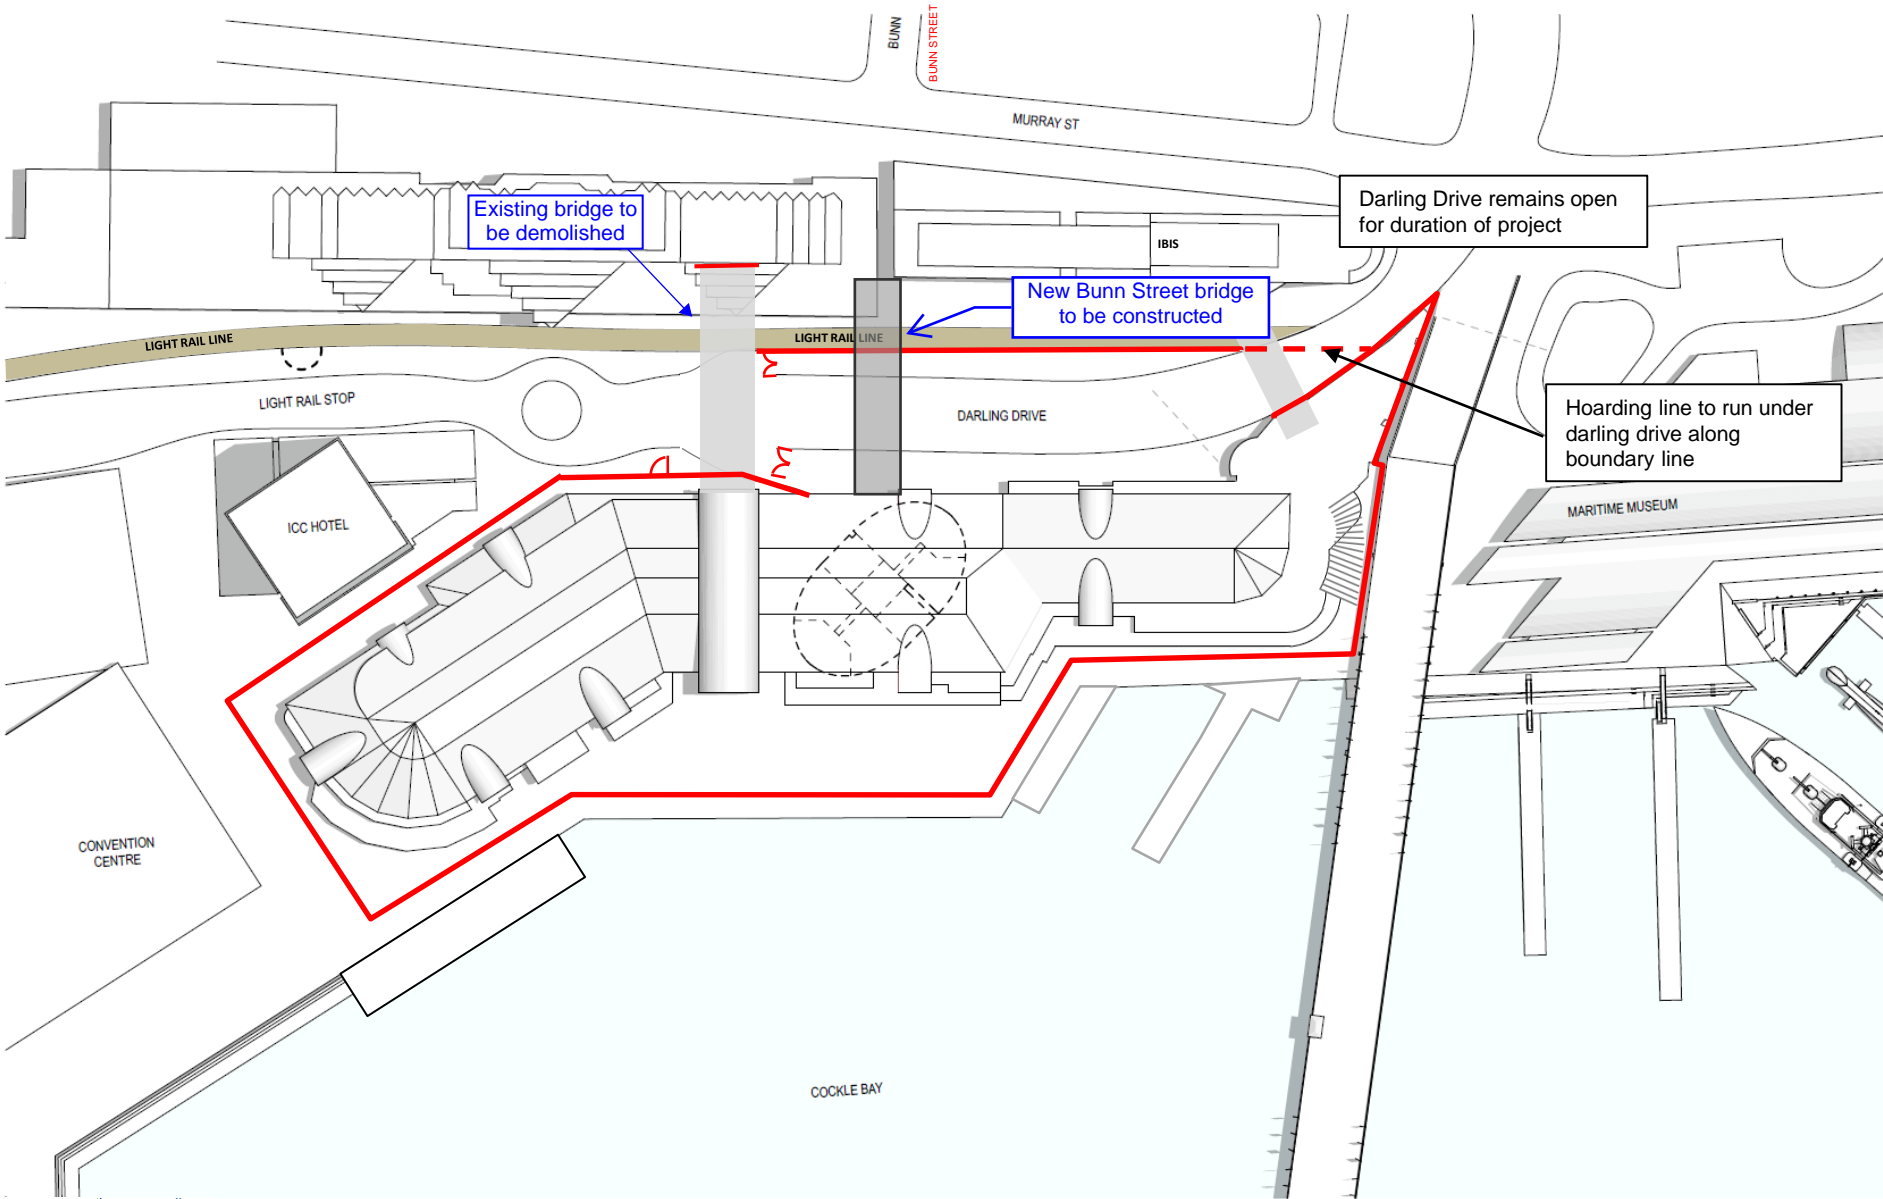 BUNN
BUNN STREET
MURRAY ST
Existing bridge to
be demolished
Darling Drive remains open
for duration of project
IBIS
New Bunn Street bridge
to be constructed
LIGHT RAIL LINE
LIGHT RAIL LINE
LIGHT RAIL STOP
DARLING DRIVE
Hoarding line to run under
darling drive along
boundary line
ICC HOTEL
MARITIME MUSEUM
CONVENTION
CENTRE
COCKLE BAY